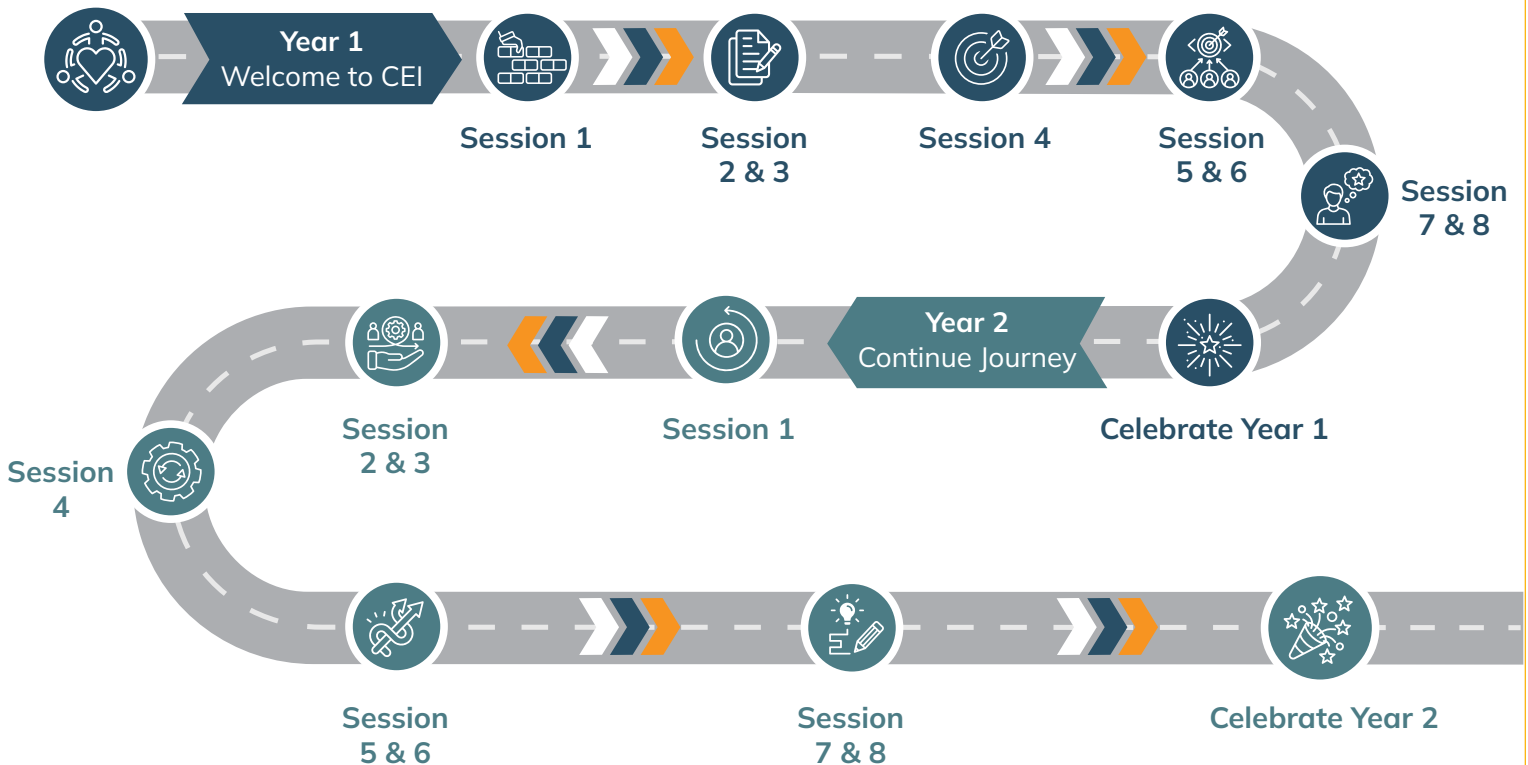 Year 1
Welcome to CEI
Session 1
Session
2 & 3
Session 4
Session
5 & 6
Session
7 & 8
Celebrate Year 1
Year 2
Continue Journey
Session 1
Session
2 & 3
Session
4
Session
5 & 6
Session
7 & 8
Celebrate Year 2